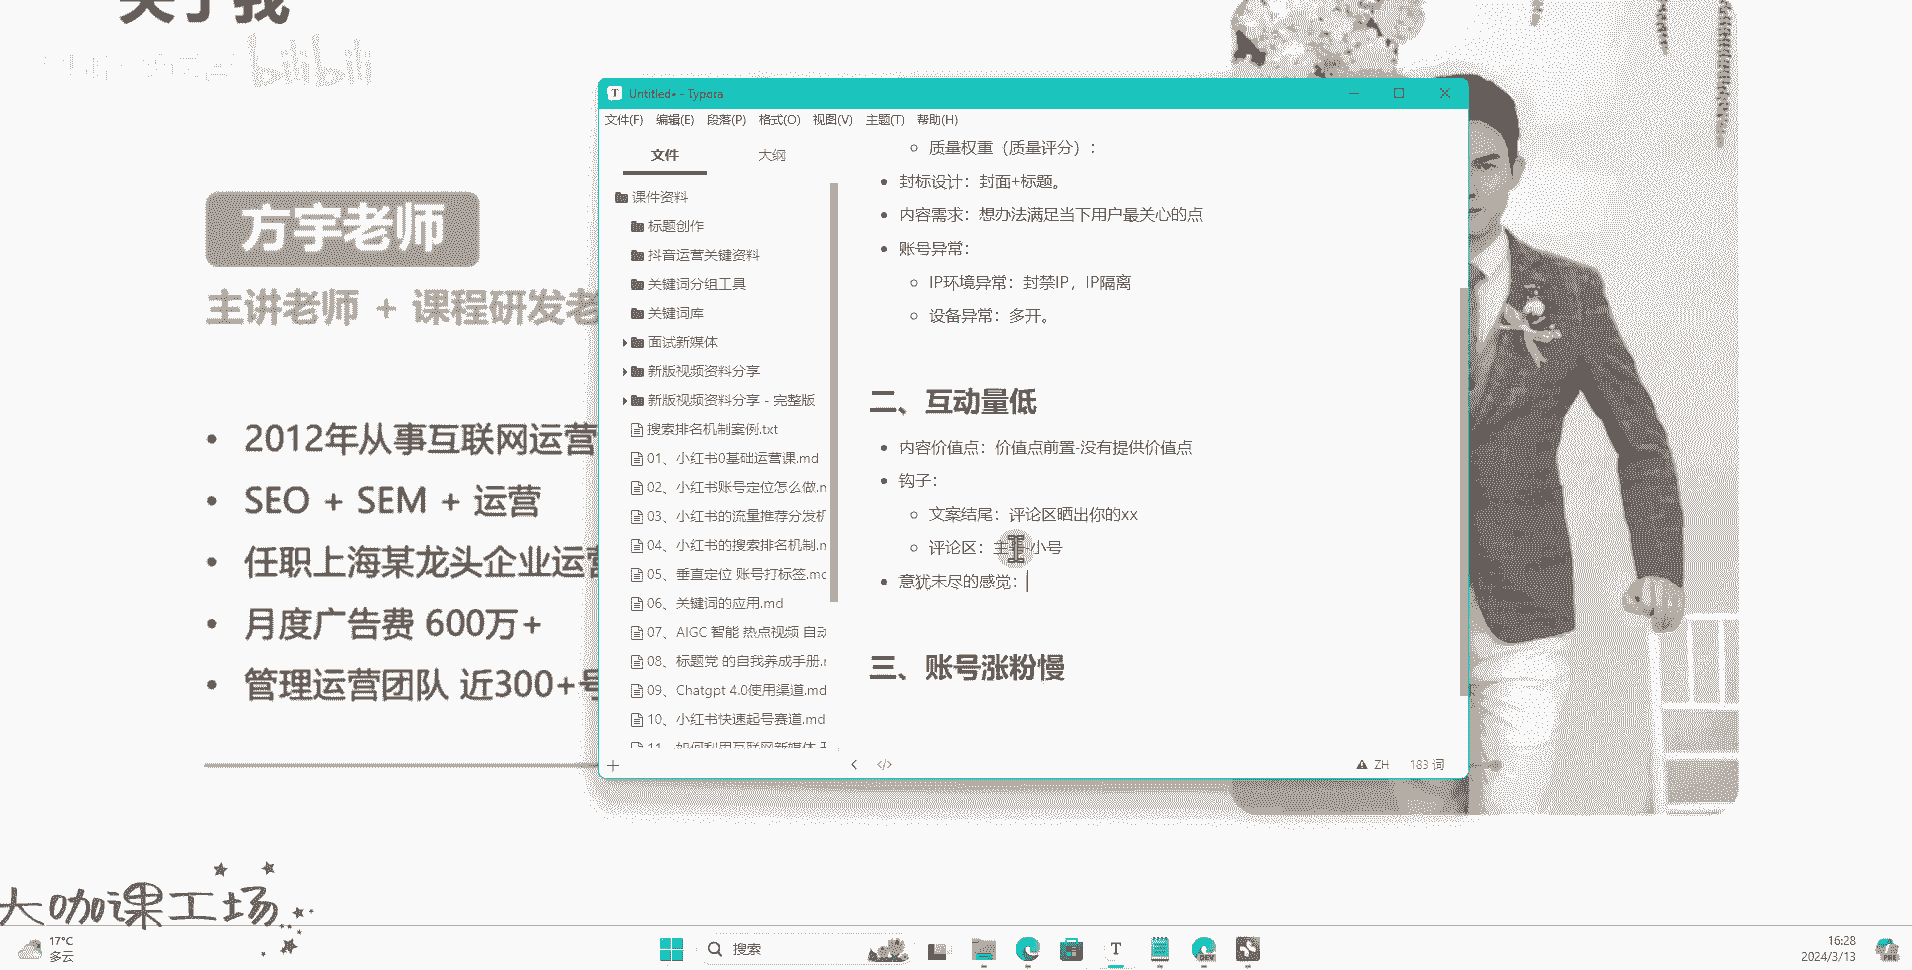 关于我
bilibili
方宇老师
主讲老师 + 课程研发老
• 2012年从事互联网运营
• SEO + SEM + 运营
• 任职上海某龙头企业运营
• 月度广告费 600万+
• 管理运营团队 近300+号
Untitled• - Typora
文件(F) 编辑(E) 段落(P) 格式(O) 视图(V) 主题(T) 帮助(H)
文件 大纲
课件资料
标题创作
抖音运营关键资料
关键词分组工具
关键词库
面试新媒体
新版视频资料分享
新版视频资料分享 - 完整版
搜索排名机制案例.txt
01、小红书0基础运营课.md
02、小红书账号定位怎么做.m
03、小红书的流量推荐分发机
04、小红书的搜索排名机制.m
05、垂直定位 账号打标签.mc
06、关键词的应用.md
07、AIGC 智能 热点视频 自动
08、标题党 的自我养成手册.r
09、Chatgpt 4.0使用渠道.md
10、小红书快速起号赛道.md
11、如何利用互联网新媒体
质量权重（质量评分）：
• 封标设计：封面+标题。
• 内容需求：想办法满足当下用户最关心的点
• 账号异常：
IP环境异常：封禁IP，IP隔离
设备异常：多开。
二、互动量低
• 内容价值点：价值点前置-没有提供价值点
• 钩子：
文案结尾：评论区晒出你的xx
评论区：主号-小号
• 意犹未尽的感觉：
三、账号涨粉慢
</> ZH 183 词
大咖课工场
17°C
多云
搜索
DEV
PRE
16:28
2024/3/13